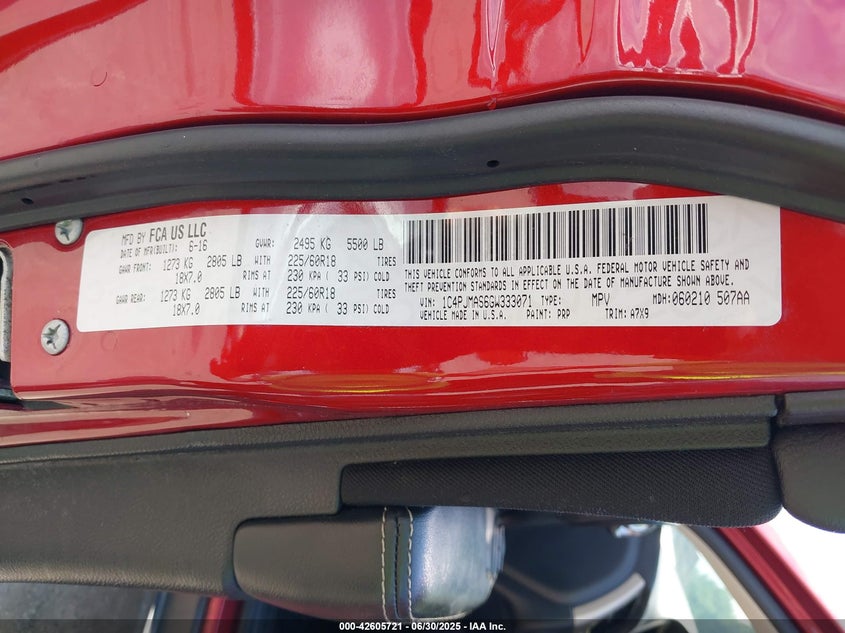 MFD BY FCA US LLC
DATE OF MFR(BUILT): 6-16 GVWR: 2495 KG 5500 LB
GAWR FRONT: 1273 KG 2805 LB WITH 225/60R18 TIRES
18X7.0 RIMS AT 230 KPA ( 33 PSI) COLD
GAWR REAR: 1273 KG 2805 LB WITH 225/60R18 TIRES
18X7.0 RIMS AT 230 KPA ( 33 PSI) COLD
THIS VEHICLE CONFORMS TO ALL APPLICABLE U.S.A. FEDERAL MOTOR VEHICLE SAFETY AND
THEFT PREVENTION STANDARDS IN EFFECT ON THE DATE OF MANUFACTURE SHOWN ABOVE.
VIN: 1C4PJMAS6GW333071 TYPE: MPV MDH: 060210 507AA
VEHICLE MADE IN U.S.A. PAINT: PRP TRIM: A7X9
000-42605721 - 06/30/2025 - IAA Inc.